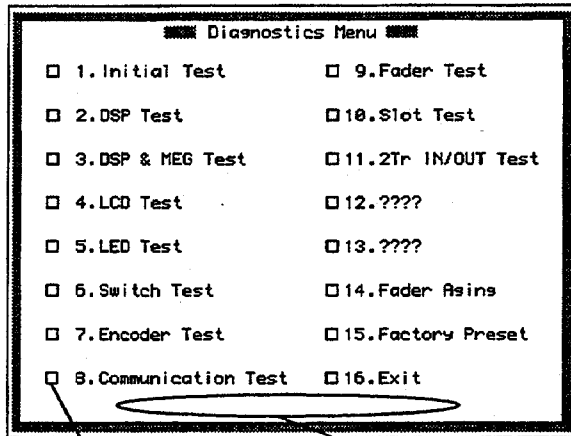 Diagnostics Menu
1.Initial Test
2.DSP Test
3.DSP & MEG Test
4.LCD Test
5.LED Test
6.Switch Test
7.Encoder Test
8.Communication Test
9.Fader Test
10.Slot Test
11.2Tr IN/OUT Test
12.????
13.????
14.Fader Aging
15.Factory Preset
16.Exit